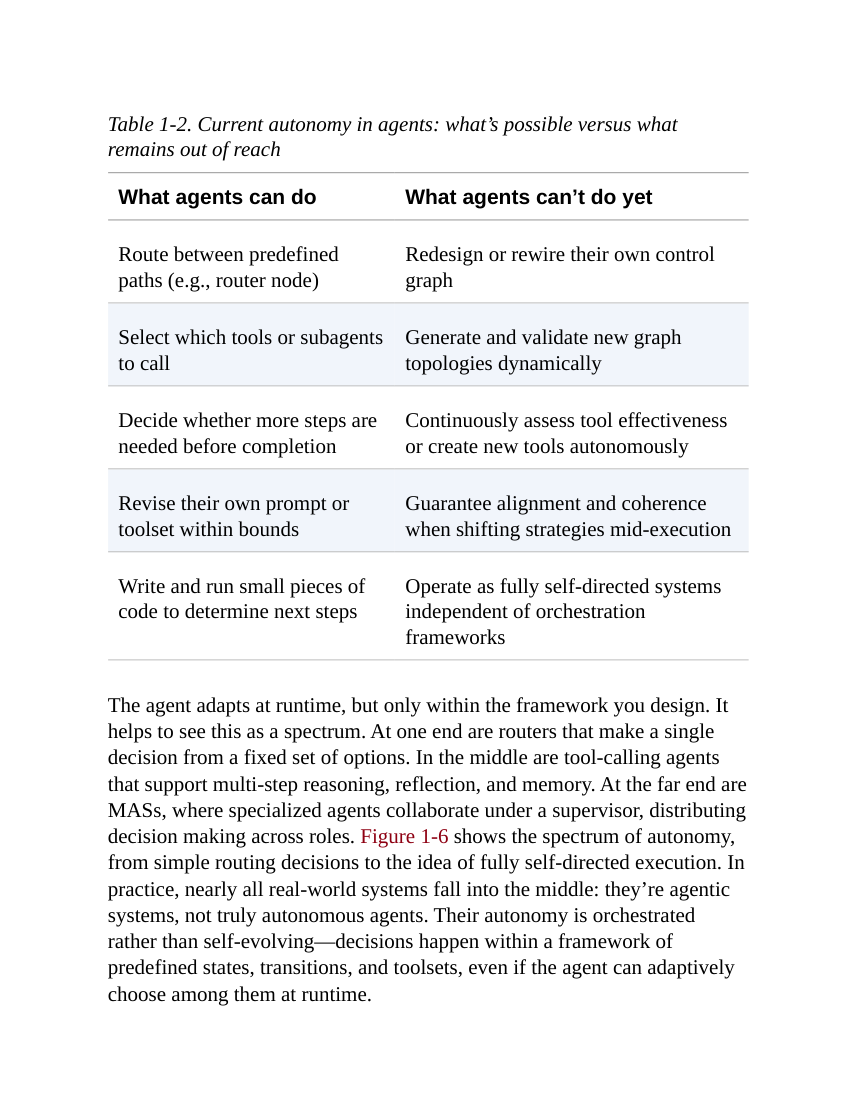 Table 1-2. Current autonomy in agents: what’s possible versus what
remains out of reach
What agents can do
What agents can’t do yet
Route between predefined
paths (e.g., router node)
Redesign or rewire their own control
graph
Select which tools or subagents
to call
Generate and validate new graph
topologies dynamically
Decide whether more steps are
needed before completion
Continuously assess tool effectiveness
or create new tools autonomously
Revise their own prompt or
toolset within bounds
Guarantee alignment and coherence
when shifting strategies mid-execution
Write and run small pieces of
code to determine next steps
Operate as fully self-directed systems
independent of orchestration
frameworks
The agent adapts at runtime, but only within the framework you design. It
helps to see this as a spectrum. At one end are routers that make a single
decision from a fixed set of options. In the middle are tool-calling agents
that support multi-step reasoning, reflection, and memory. At the far end are
MASs, where specialized agents collaborate under a supervisor, distributing
decision making across roles. Figure 1-6 shows the spectrum of autonomy,
from simple routing decisions to the idea of fully self-directed execution. In
practice, nearly all real-world systems fall into the middle: they’re agentic
systems, not truly autonomous agents. Their autonomy is orchestrated
rather than self-evolving—decisions happen within a framework of
predefined states, transitions, and toolsets, even if the agent can adaptively
choose among them at runtime.